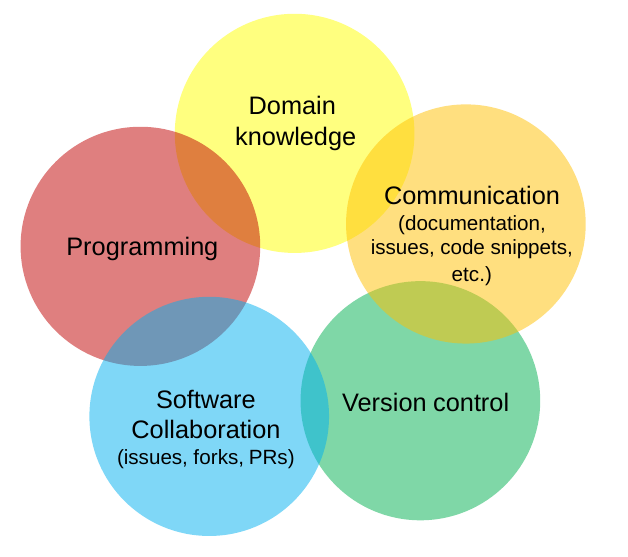 Domain
knowledge
Communication
(documentation,
issues, code snippets,
etc.)
Programming
Software
Collaboration
(issues, forks, PRs)
Version control